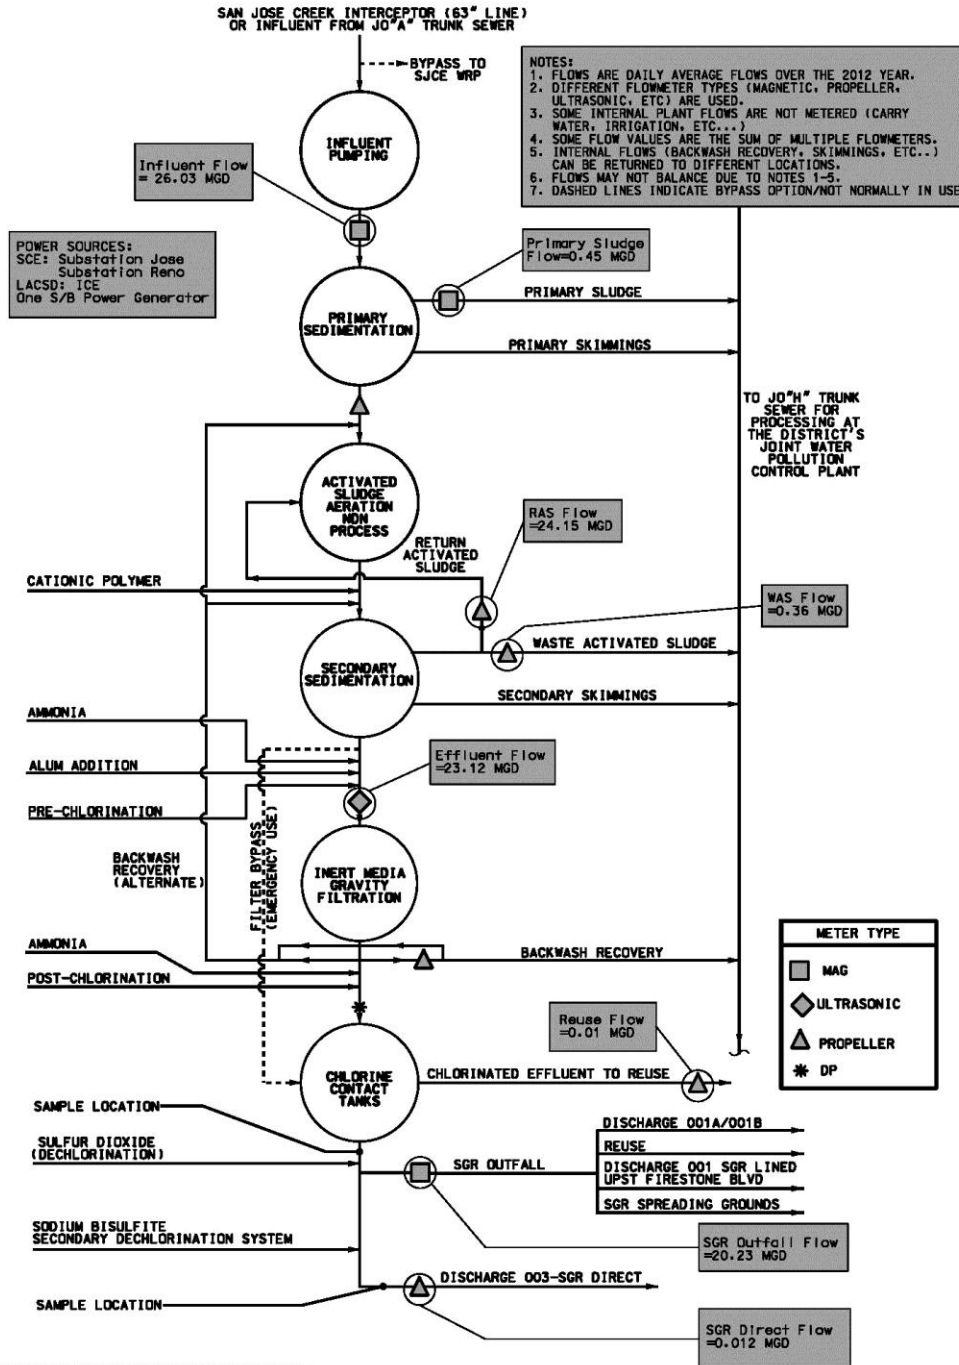 SAN JOSE CREEK INTERCEPTOR (63" LINE)
OR INFLUENT FROM JO"A" TRUNK SEWER
BYPASS TO
SJCE WRP
NOTES:
1. FLOWS ARE DAILY AVERAGE FLOWS OVER THE 2012 YEAR.
2. DIFFERENT FLOWMETER TYPES (MAGNETIC, PROPELLER,
ULTRASONIC, ETC) ARE USED.
3. SOME INTERNAL PLANT FLOWS ARE NOT METERED (CARRY
WATER, IRRIGATION, ETC...)
4. SOME FLOW VALUES ARE THE SUM OF MULTIPLE FLOWMETERS.
5. INTERNAL FLOWS (BACKWASH RECOVERY, SKIMMINGS, ETC..)
CAN BE RETURNED TO DIFFERENT LOCATIONS.
6. FLOWS MAY NOT BALANCE DUE TO NOTES 1-5.
7. DASHED LINES INDICATE BYPASS OPTION/NOT NORMALLY IN USE
INFLUENT
PUMPING
Influent Flow
= 26.03 MGD
POWER SOURCES:
SCE: Substation Jose
Substation Reno
LACSD: ICE
One S/B Power Generator
Primary Sludge
Flow=0.45 MGD
PRIMARY SLUDGE
PRIMARY
SEDIMENTATION
PRIMARY SKIMMINGS
TO JO"H" TRUNK
SEWER FOR
PROCESSING AT
THE DISTRICT'S
JOINT WATER
POLLUTION
CONTROL PLANT
ACTIVATED
SLUDGE
AERATION
NDN
PROCESS
RAS Flow
=24.15 MGD
RETURN
ACTIVATED
SLUDGE
CATIONIC POLYMER
WAS Flow
=0.36 MGD
WASTE ACTIVATED SLUDGE
SECONDARY
SEDIMENTATION
SECONDARY SKIMMINGS
AMMONIA
ALUM ADDITION
PRE-CHLORINATION
Effluent Flow
=23.12 MGD
FILTER BYPASS
(EMERGENCY USE)
BACKWASH
RECOVERY
(ALTERNATE)
INERT MEDIA
GRAVITY
FILTRATION
AMMONIA
BACKWASH RECOVERY
POST-CHLORINATION
METER TYPE
MAG
ULTRASONIC
PROPELLER
DP
Reuse Flow
=0.01 MGD
CHLORINE
CONTACT
TANKS
CHLORINATED EFFLUENT TO REUSE
SAMPLE LOCATION
SULFUR DIOXIDE
(DECHLORINATION)
SGR OUTFALL
DISCHARGE 001A/001B
REUSE
DISCHARGE 001 SGR LINED
UPST FIRESTONE BLVD
SGR SPREADING GROUNDS
SODIUM BISULFITE
SECONDARY DECHLORINATION SYSTEM
SGR Outfall Flow
=20.23 MGD
DISCHARGE 003-SGR DIRECT
SAMPLE LOCATION
SGR Direct Flow
=0.012 MGD